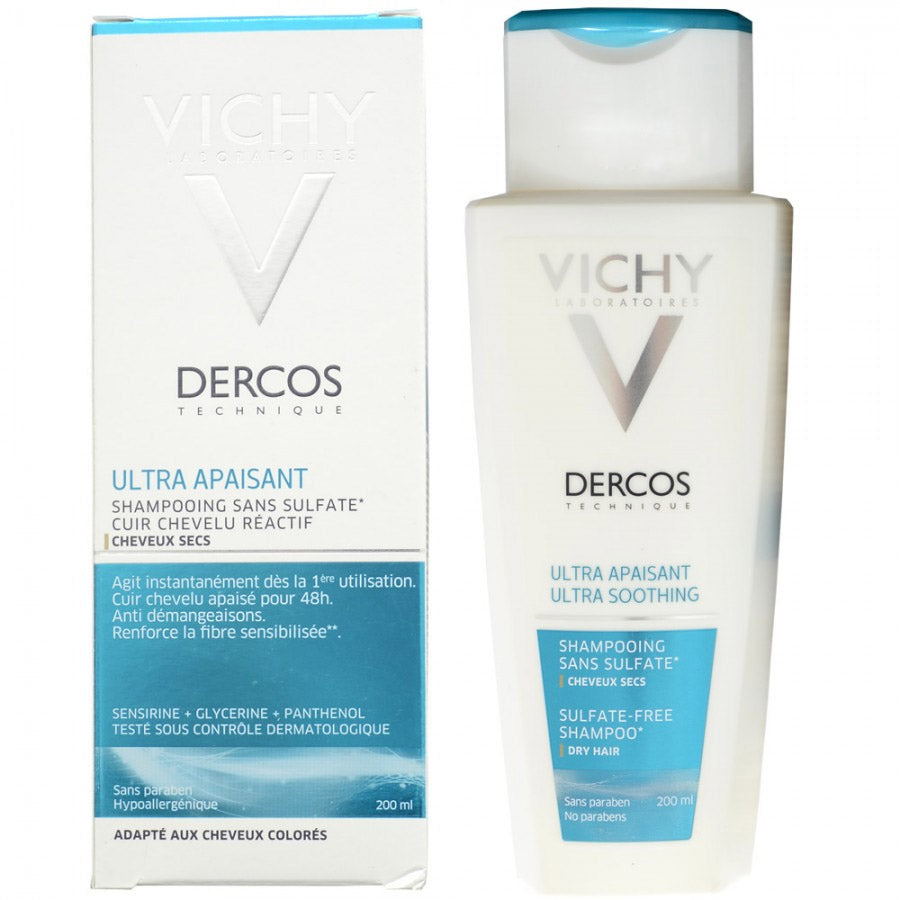 VICHY
LABORATOIRES
V
DERCOS
TECHNIQUE
ULTRA APAISANT
SHAMPOOING SANS SULFATE*
CUIR CHEVELU RÉACTIF
CHEVEUX SECS
Agit instantanément dès la 1ère utilisation.
Cuir chevelu apaisé pour 48h.
Anti démangeaisons.
Renforce la fibre sensibilisée**.
SENSIRINE + GLYCERINE + PANTHENOL
TESTÉ SOUS CONTRÔLE DERMATOLOGIQUE
Sans paraben
Hypoallergénique 200 ml
ADAPTÉ AUX CHEVEUX COLORÉS
VICHY
LABORATOIRES
V
DERCOS
TECHNIQUE
ULTRA APAISANT
ULTRA SOOTHING
SHAMPOOING
SANS SULFATE*
CHEVEUX SECS
SULFATE-FREE
SHAMPOO*
DRY HAIR
Sans paraben 200 ml
No parabens